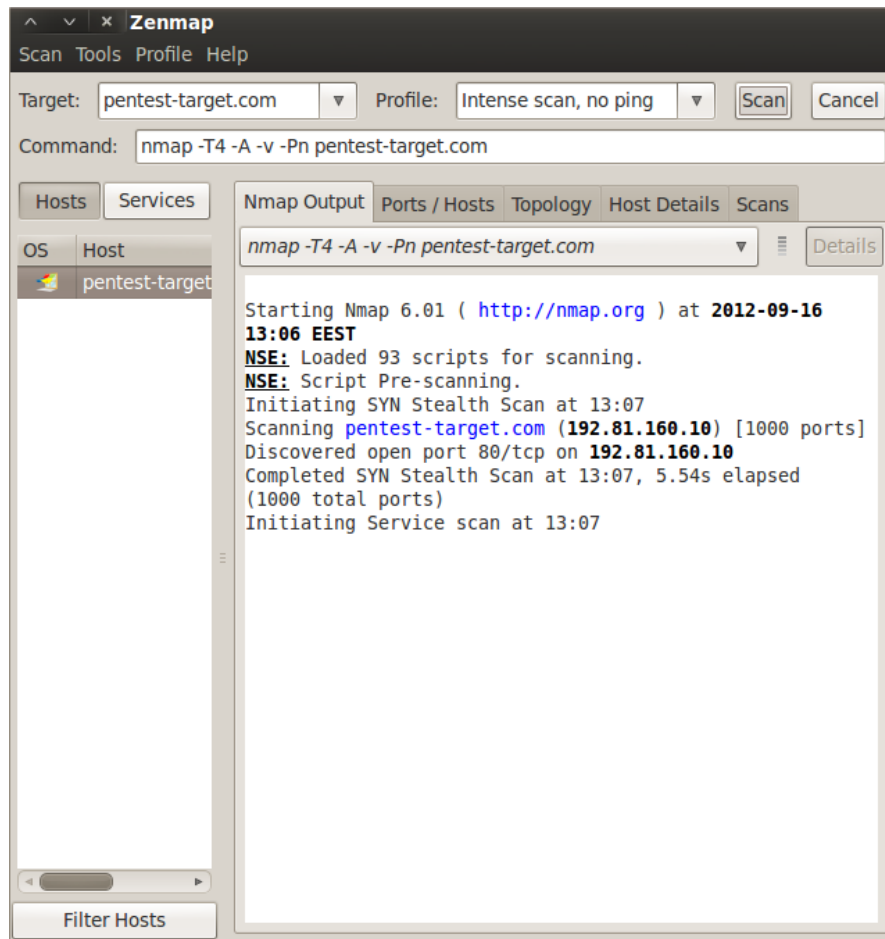 Zenmap
Scan Tools Profile Help
Target: pentest-target.com Profile: Intense scan, no ping Scan Cancel
Command: nmap -T4 -A -v -Pn pentest-target.com
Hosts Services Nmap Output Ports / Hosts Topology Host Details Scans
OS Host nmap -T4 -A -v -Pn pentest-target.com Details
pentest-target
Starting Nmap 6.01 ( http://nmap.org ) at 2012-09-16
13:06 EEST
NSE: Loaded 93 scripts for scanning.
NSE: Script Pre-scanning.
Initiating SYN Stealth Scan at 13:07
Scanning pentest-target.com (192.81.160.10) [1000 ports]
Discovered open port 80/tcp on 192.81.160.10
Completed SYN Stealth Scan at 13:07, 5.54s elapsed
(1000 total ports)
Initiating Service scan at 13:07
Filter Hosts